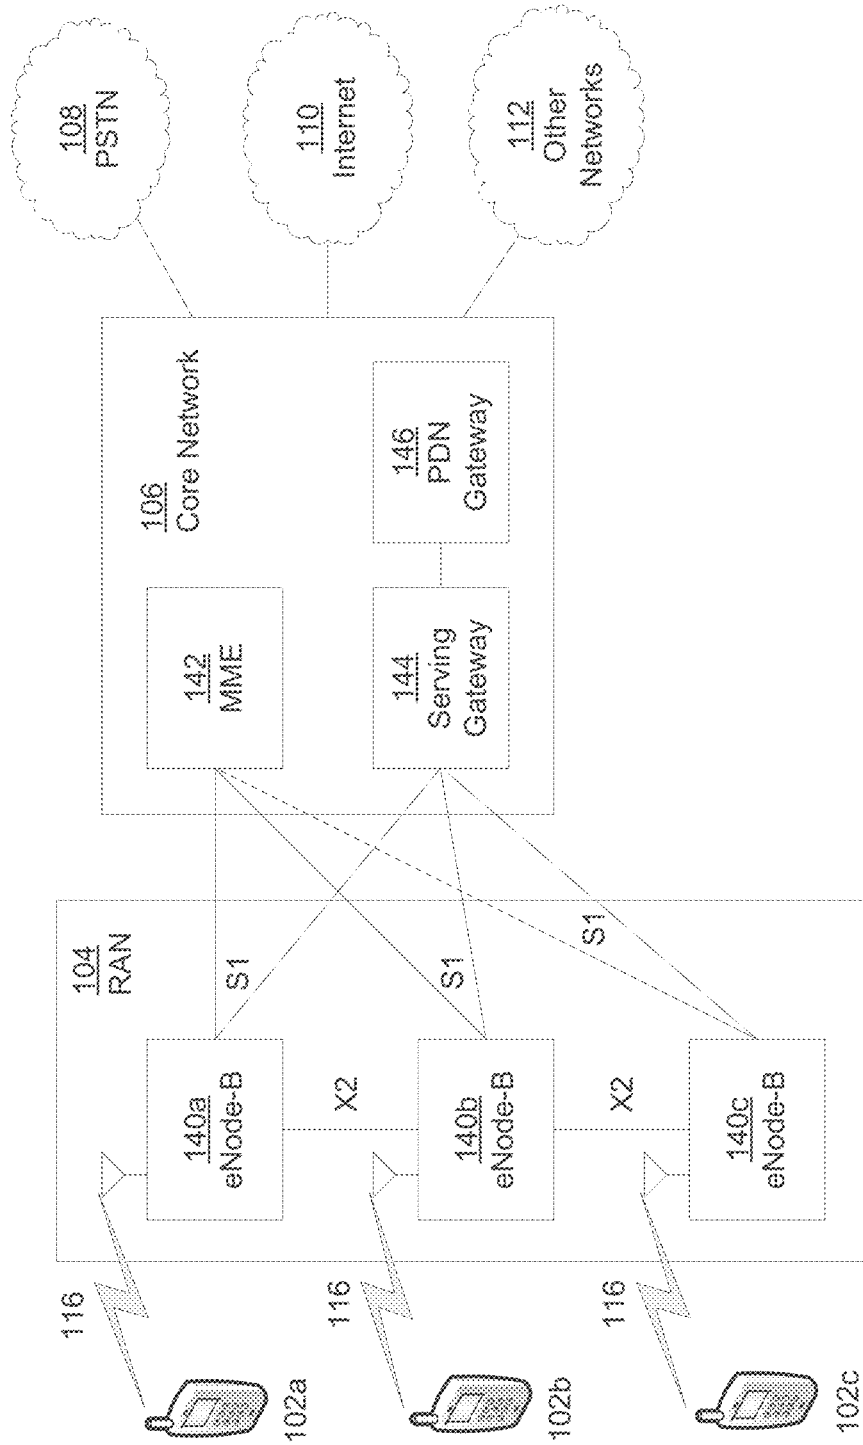 116
102a
116
102b
116
102c
104
RAN
140a
eNode-B
X2
140b
eNode-B
X2
140c
eNode-B
S1
S1
S1
106
Core Network
142
MME
144
Serving
Gateway
146
PDN
Gateway
108
PSTN
110
Internet
112
Other
Networks